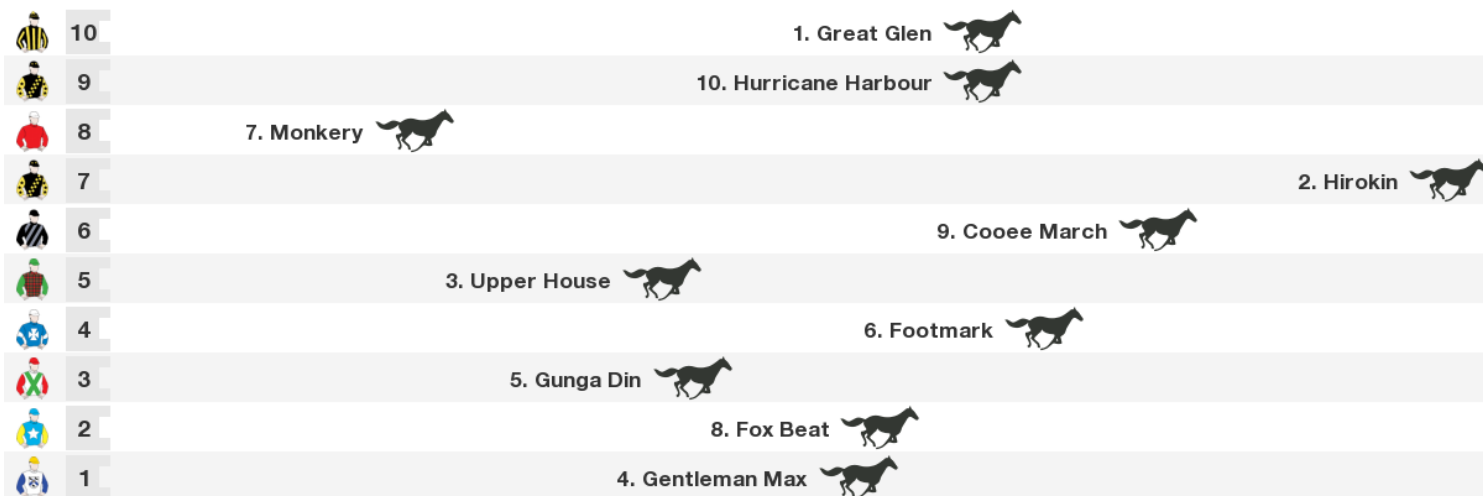 10 1. Great Glen
9 10. Hurricane Harbour
8 7. Monkery
7 2. Hirokin
6 9. Cooee March
5 3. Upper House
4 6. Footmark
3 5. Gunga Din
2 8. Fox Beat
1 4. Gentleman Max